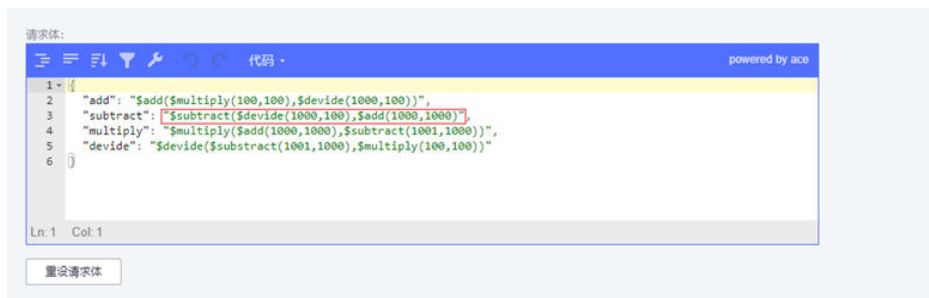 请求体:
代码 powered by ace
1 {
2 "add": "$add($multiply(100,100),$devide(1000,100))",
3 "subtract": "$subtract($devide(1000,100),$add(1000,1000)",
4 "multiply": "$multiply($add(1000,1000),$subtract(1001,1000))",
5 "devide": "$devide($substract(1001,1000),$multiply(100,100))"
6 }
Ln: 1 Col: 1
重设请求体